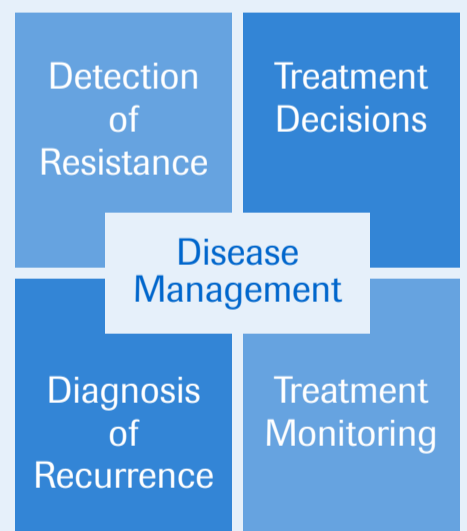 Detection
of
Resistance
Treatment
Decisions
Disease
Management
Diagnosis
of
Recurrence
Treatment
Monitoring